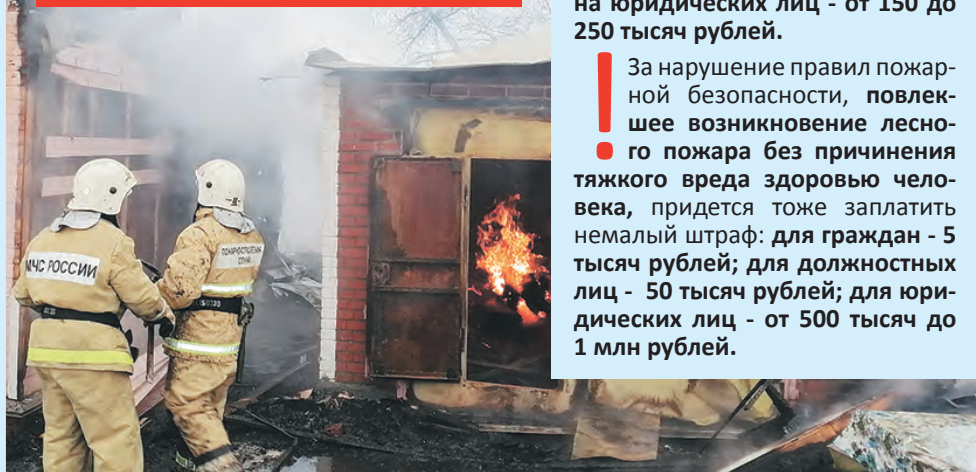 на юридических лиц - от 150 до
250 тысяч рублей.
! За нарушение правил пожар-
ной безопасности, повлек-
шее возникновение лесно-
го пожара без причинения
тяжкого вреда здоровью чело-
века, придется тоже заплатить
немалый штраф: для граждан - 5
тысяч рублей; для должностных
лиц - 50 тысяч рублей; для юри-
дических лиц - от 500 тысяч до
1 млн рублей.
МЧС РОССИИ